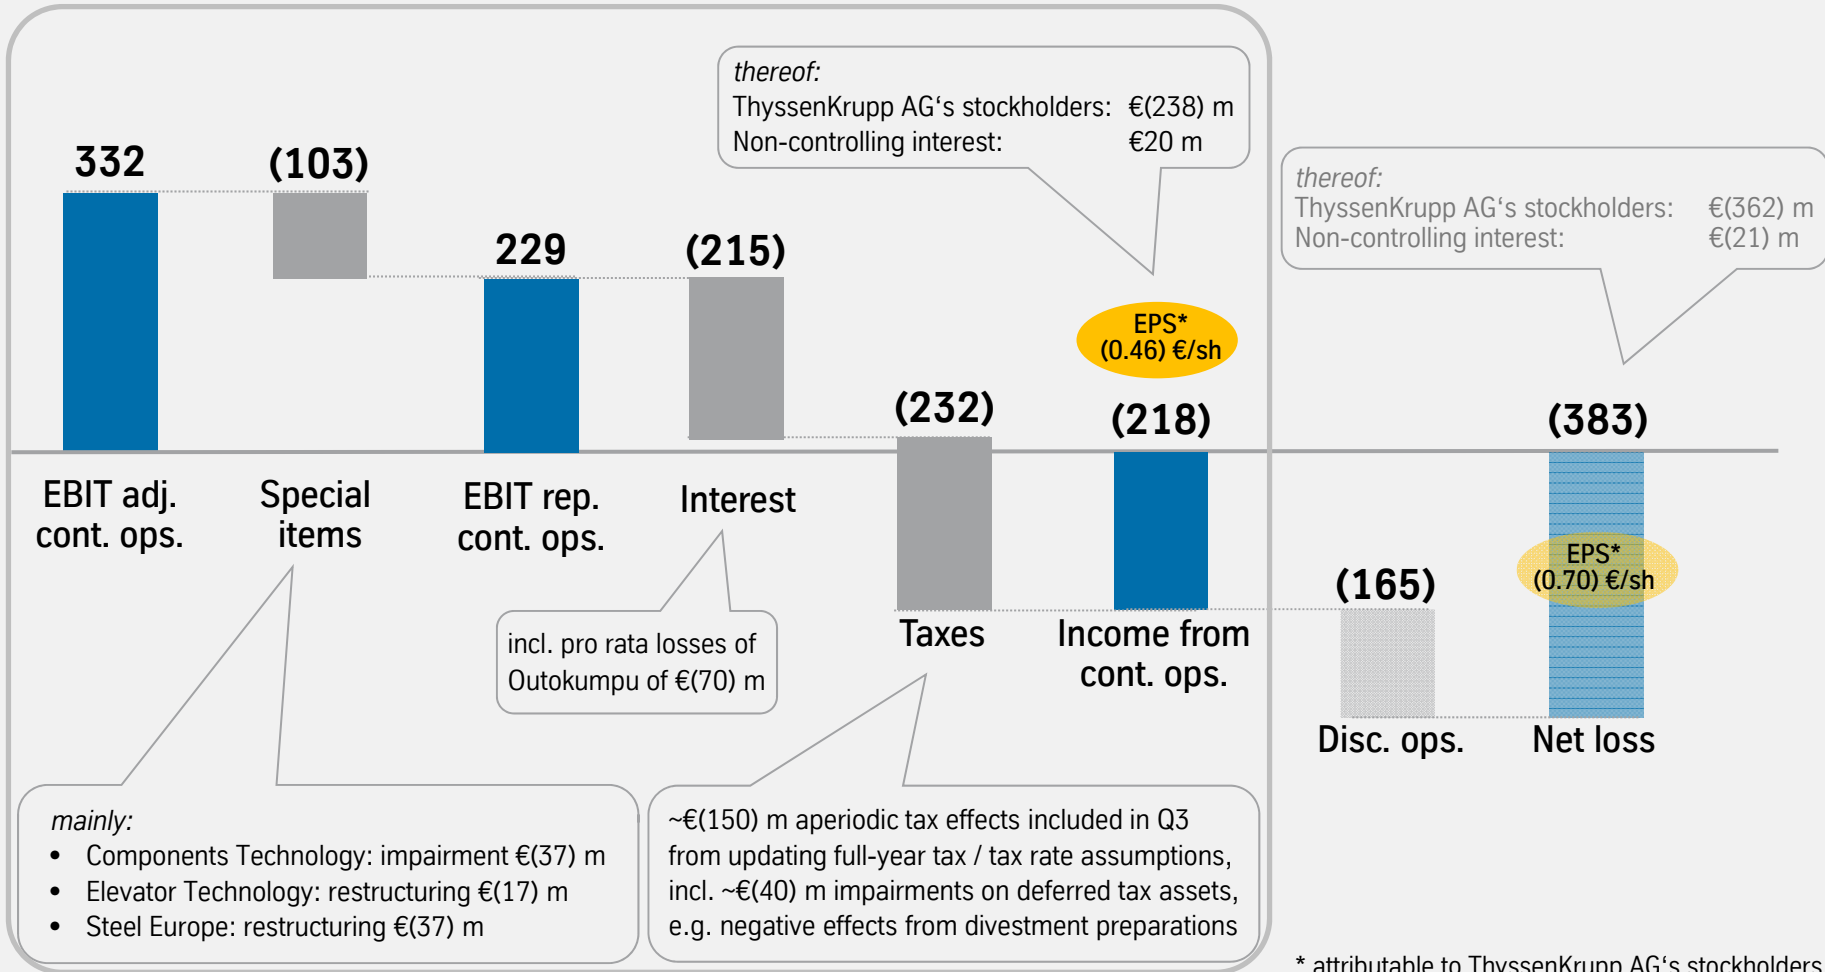 thereof:
ThyssenKrupp AG‘s stockholders: €(238) m
Non-controlling interest: €20 m
thereof:
ThyssenKrupp AG‘s stockholders: €(362) m
Non-controlling interest: €(21) m
332
(103)
229
(215)
EPS*
(0.46) €/sh
(232)
(218)
(383)
EBIT adj.
cont. ops.
Special
items
EBIT rep.
cont. ops.
Interest
EPS*
(0.70) €/sh
(165)
incl. pro rata losses of
Outokumpu of €(70) m
Taxes
Income from
cont. ops.
Disc. ops.
Net loss
mainly:
• Components Technology: impairment €(37) m
• Elevator Technology: restructuring €(17) m
• Steel Europe: restructuring €(37) m
~€(150) m aperiodic tax effects included in Q3
from updating full-year tax / tax rate assumptions,
incl. ~€(40) m impairments on deferred tax assets,
e.g. negative effects from divestment preparations
* attributable to ThyssenKrupp AG‘s stockholders